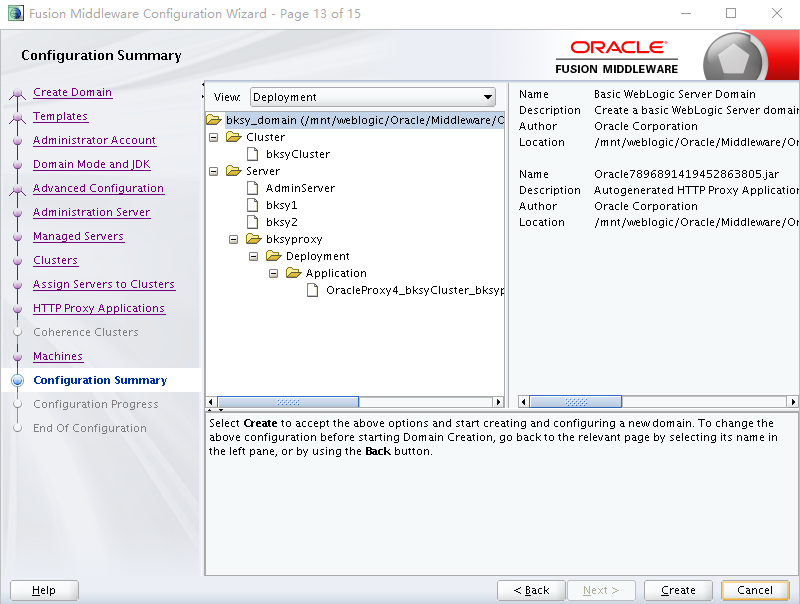 Fusion Middleware Configuration Wizard - Page 13 of 15
Configuration Summary
ORACLE
FUSION MIDDLEWARE
Create Domain
Templates
Administrator Account
Domain Mode and JDK
Advanced Configuration
Administration Server
Managed Servers
Clusters
Assign Servers to Clusters
HTTP Proxy Applications
Coherence Clusters
Machines
Configuration Summary
Configuration Progress
End Of Configuration
View: Deployment
bksy_domain (/mnt/weblogic/Oracle/Middleware/O
Cluster
bksyCluster
Server
AdminServer
bksy1
bksy2
bksyproxy
Deployment
Application
OracleProxy4_bksyCluster_bksyp
Name Basic WebLogic Server Domain
Description Create a basic WebLogic Server domain
Author Oracle Corporation
Location /mnt/weblogic/Oracle/Middleware/Or
Name Oracle7896891419452863805.jar
Description Autogenerated HTTP Proxy Application
Author Oracle Corporation
Location /mnt/weblogic/Oracle/Middleware/Or
Select Create to accept the above options and start creating and configuring a new domain. To change the
above configuration before starting Domain Creation, go back to the relevant page by selecting its name in
the left pane, or by using the Back button.
Help
< Back
Next >
Create
Cancel